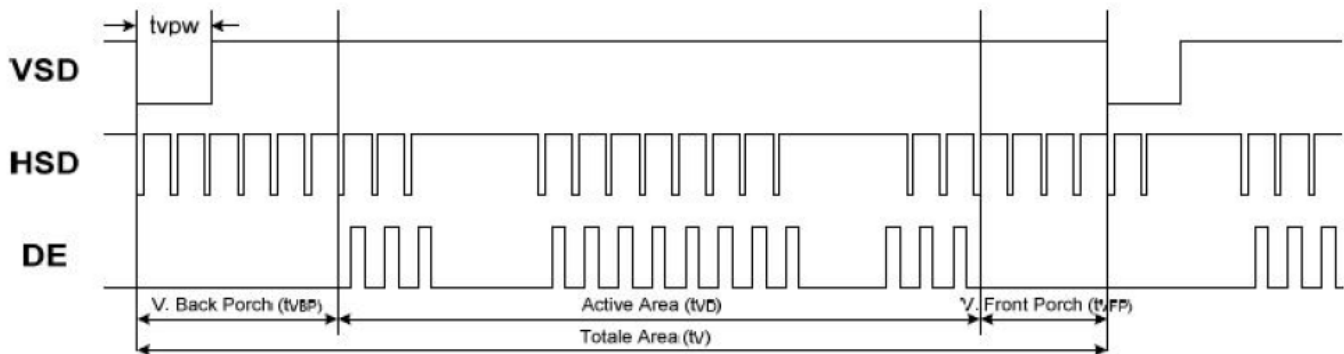 tvpw
VSD
HSD
DE
V. Back Porch (tVBP)
Active Area (tVD)
V. Front Porch (tVFP)
Totale Area (tV)